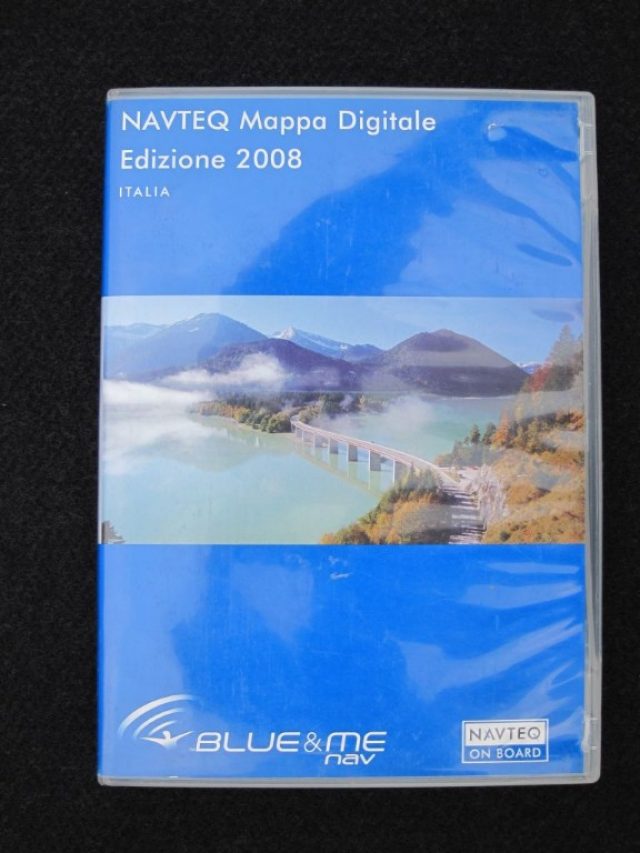 NAVTEQ Mappa Digitale
Edizione 2008
ITALIA
BLUE&ME
nav
NAVTEQ
ON BOARD